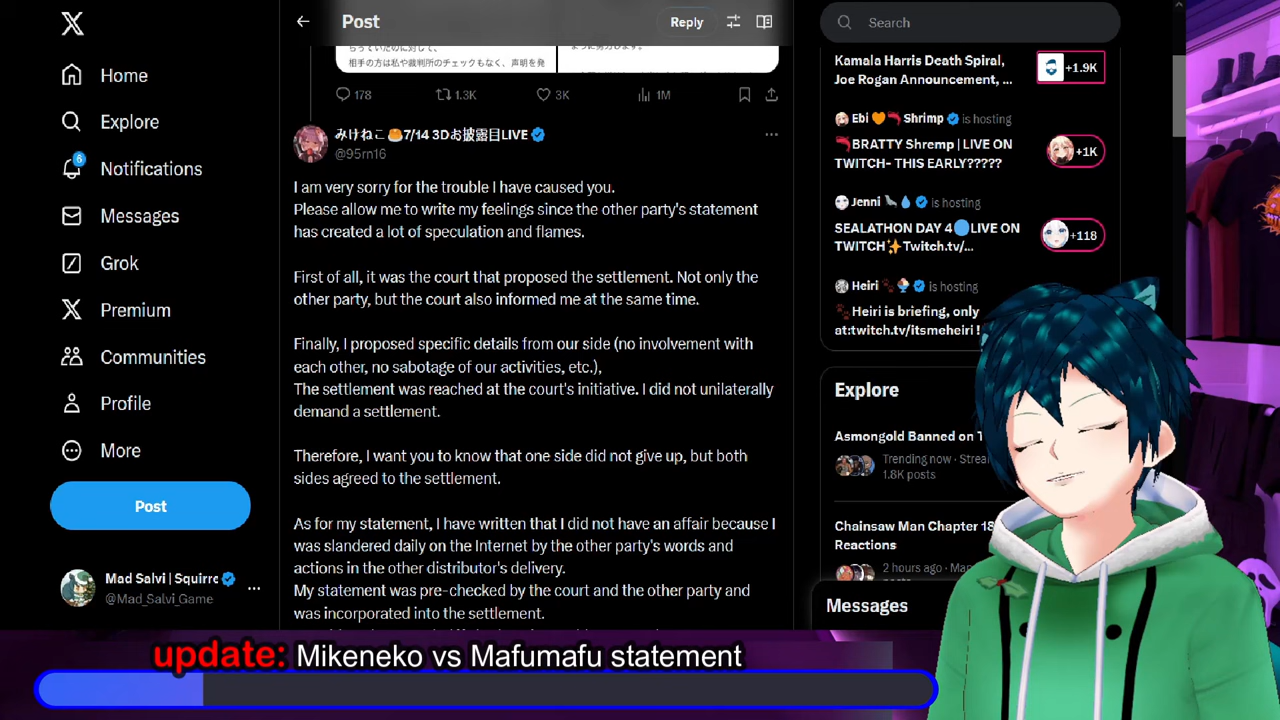 Home
Explore
6
Notifications
Messages
Grok
Premium
Communities
Profile
More
Post
Mad Salvi | Squirre
@Mad_Salvi_Game
Post
Reply
相手の方は私や裁判所のチェックもなく、声明を発
178
1.3K
3K
1M
みけねこ 🍮7/14 3Dお披露目LIVE
@95rn16
I am very sorry for the trouble I have caused you.
Please allow me to write my feelings since the other party's statement
has created a lot of speculation and flames.
First of all, it was the court that proposed the settlement. Not only the
other party, but the court also informed me at the same time.
Finally, I proposed specific details from our side (no involvement with
each other, no sabotage of our activities, etc.),
The settlement was reached at the court's initiative. I did not unilaterally
demand a settlement.
Therefore, I want you to know that one side did not give up, but both
sides agreed to the settlement.
As for my statement, I have written that I did not have an affair because I
was slandered daily on the Internet by the other party's words and
actions in the other distributor's delivery.
My statement was pre-checked by the court and the other party and
was incorporated into the settlement.
Search
Kamala Harris Death Spiral,
Joe Rogan Announcement, ...
+1.9K
Ebi 🧡🦐 Shrimp is hosting
🦐BRATTY Shremp | LIVE ON
TWITCH- THIS EARLY?????
+1K
Jenni 🦭💧 is hosting
SEALATHON DAY 4🔵LIVE ON
TWITCH✨Twitch.tv/...
+118
Heiri is hosting
Heiri is briefing, only
at:twitch.tv/itsmeheiri !
Explore
Asmongold Banned on T
Trending now · Strea
1.8K posts
Chainsaw Man Chapter 18
Reactions
2 hours ago · Ma
Messages
update: Mikeneko vs Mafumafu statement